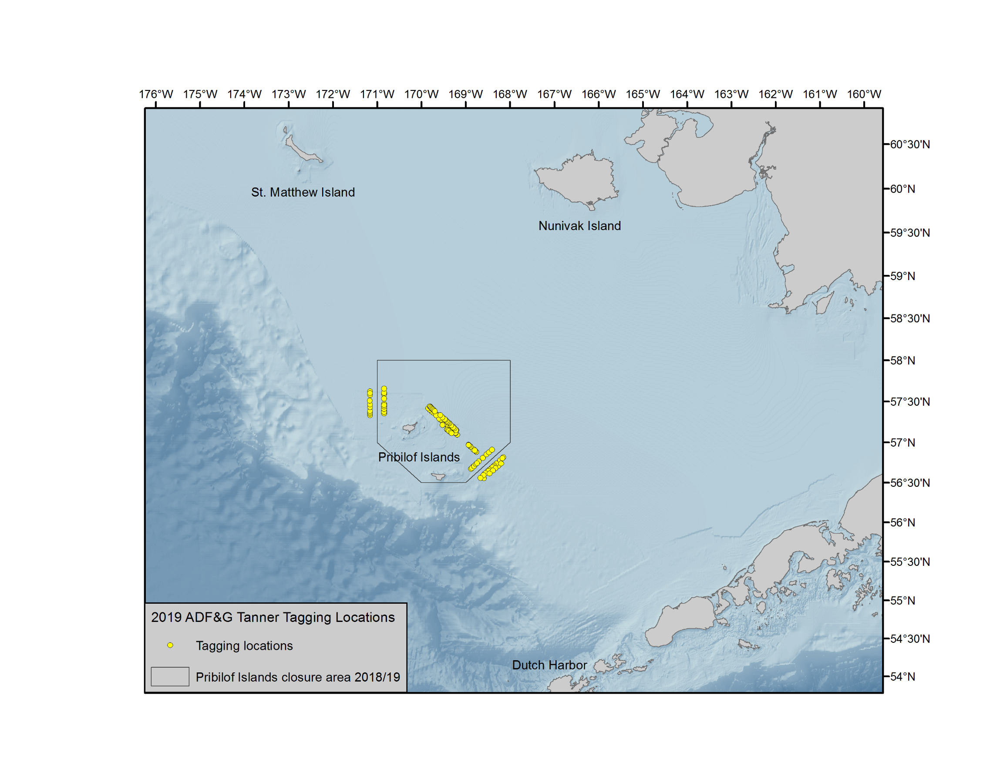 176°W 175°W 174°W 173°W 172°W 171°W 170°W 169°W 168°W 167°W 166°W 165°W 164°W 163°W 162°W 161°W 160°W
60°30'N
St. Matthew Island
60°N
Nunivak Island
59°30'N
59°N
58°30'N
58°N
57°30'N
57°N
Pribilof Islands
56°30'N
56°N
55°30'N
55°N
54°30'N
Dutch Harbor
54°N
2019 ADF&G Tanner Tagging Locations
Tagging locations
Pribilof Islands closure area 2018/19